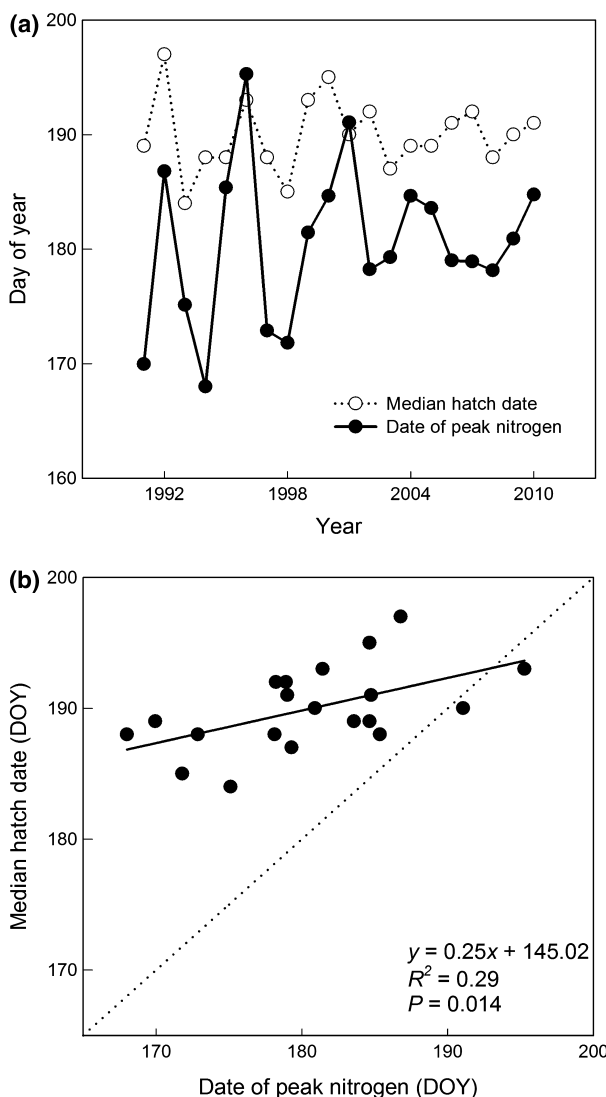 (a)
200
190
180
170
160
Day of year
Median hatch date
Date of peak nitrogen
1992 1998 2004 2010
Year
(b)
200
190
180
170
Median hatch date (DOY)
y = 0.25x + 145.02
R² = 0.29
P = 0.014
170 180 190 200
Date of peak nitrogen (DOY)